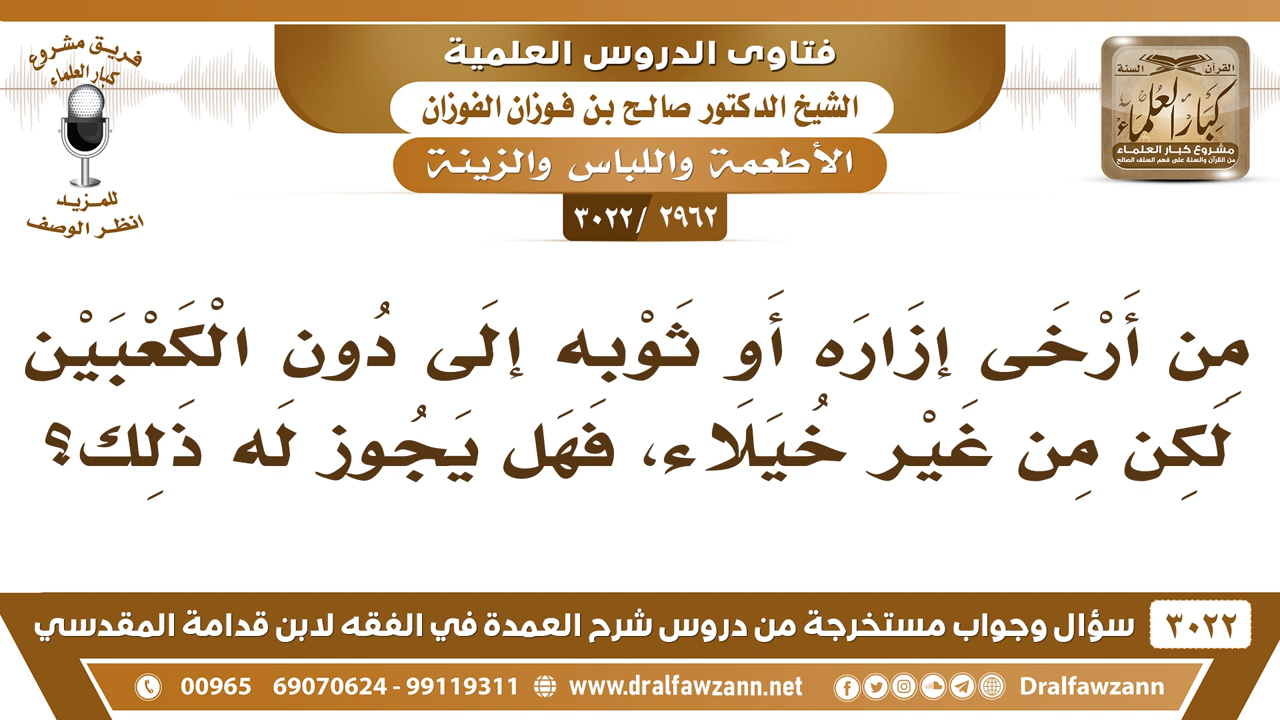 فريق مشروع
كبار العلماء
للمزيد
انظر الوصف
فتاوى الدروس العلمية
الشيخ الدكتور صالح بن فوزان الفوزان
الأطعمة واللباس والزينة
٢٩٦٢ / ٣٠٢٢
القرآن السنة
كبار العلماء
مشروع كبار العلماء
من القرآن والسنة على فهم السلف الصالح
من أَرْخَى إِزَارَه أَو ثَوْبه إلَى دُون الْكَعْبَيْن
لَكِن مِن غَيْر خُيَلَاء، فَهَل يَجُوز لَه ذَلِك؟
٣٠٢٢ سؤال وجواب مستخرجة من دروس شرح العمدة في الفقه لابن قدامة المقدسي
00965 69070624 - 99119311 www.dralfawzann.net Dralfawzann